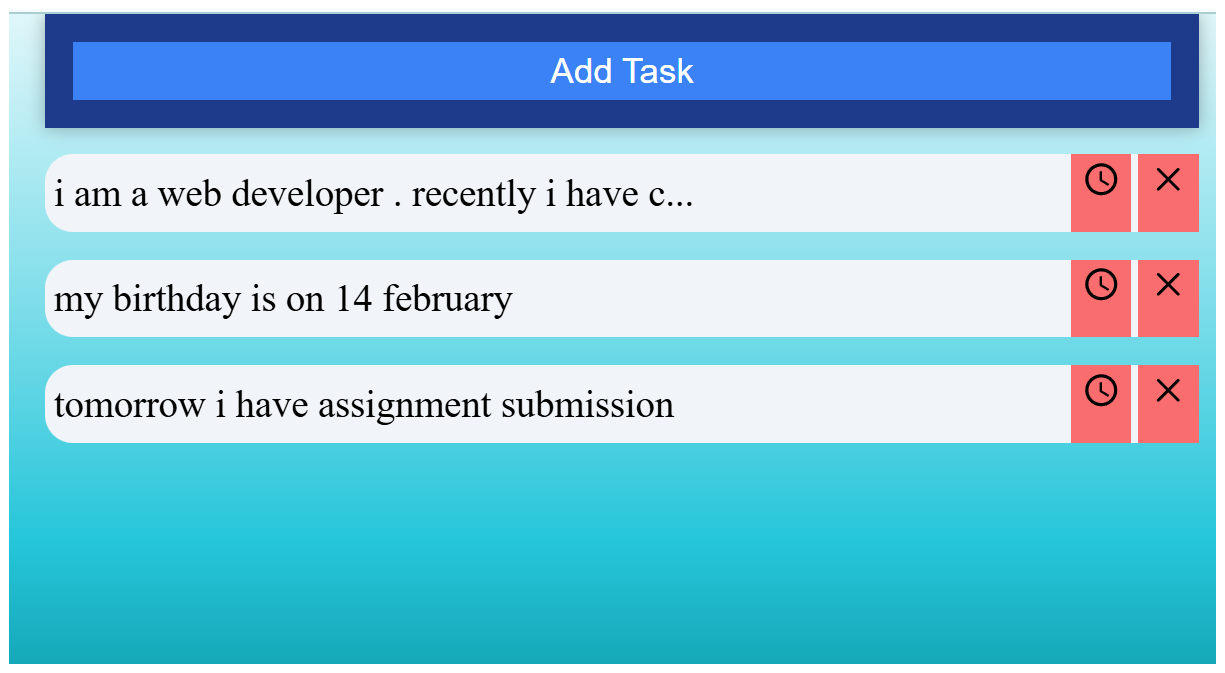 Add Task
i am a web developer . recently i have c...
my birthday is on 14 february
tomorrow i have assignment submission